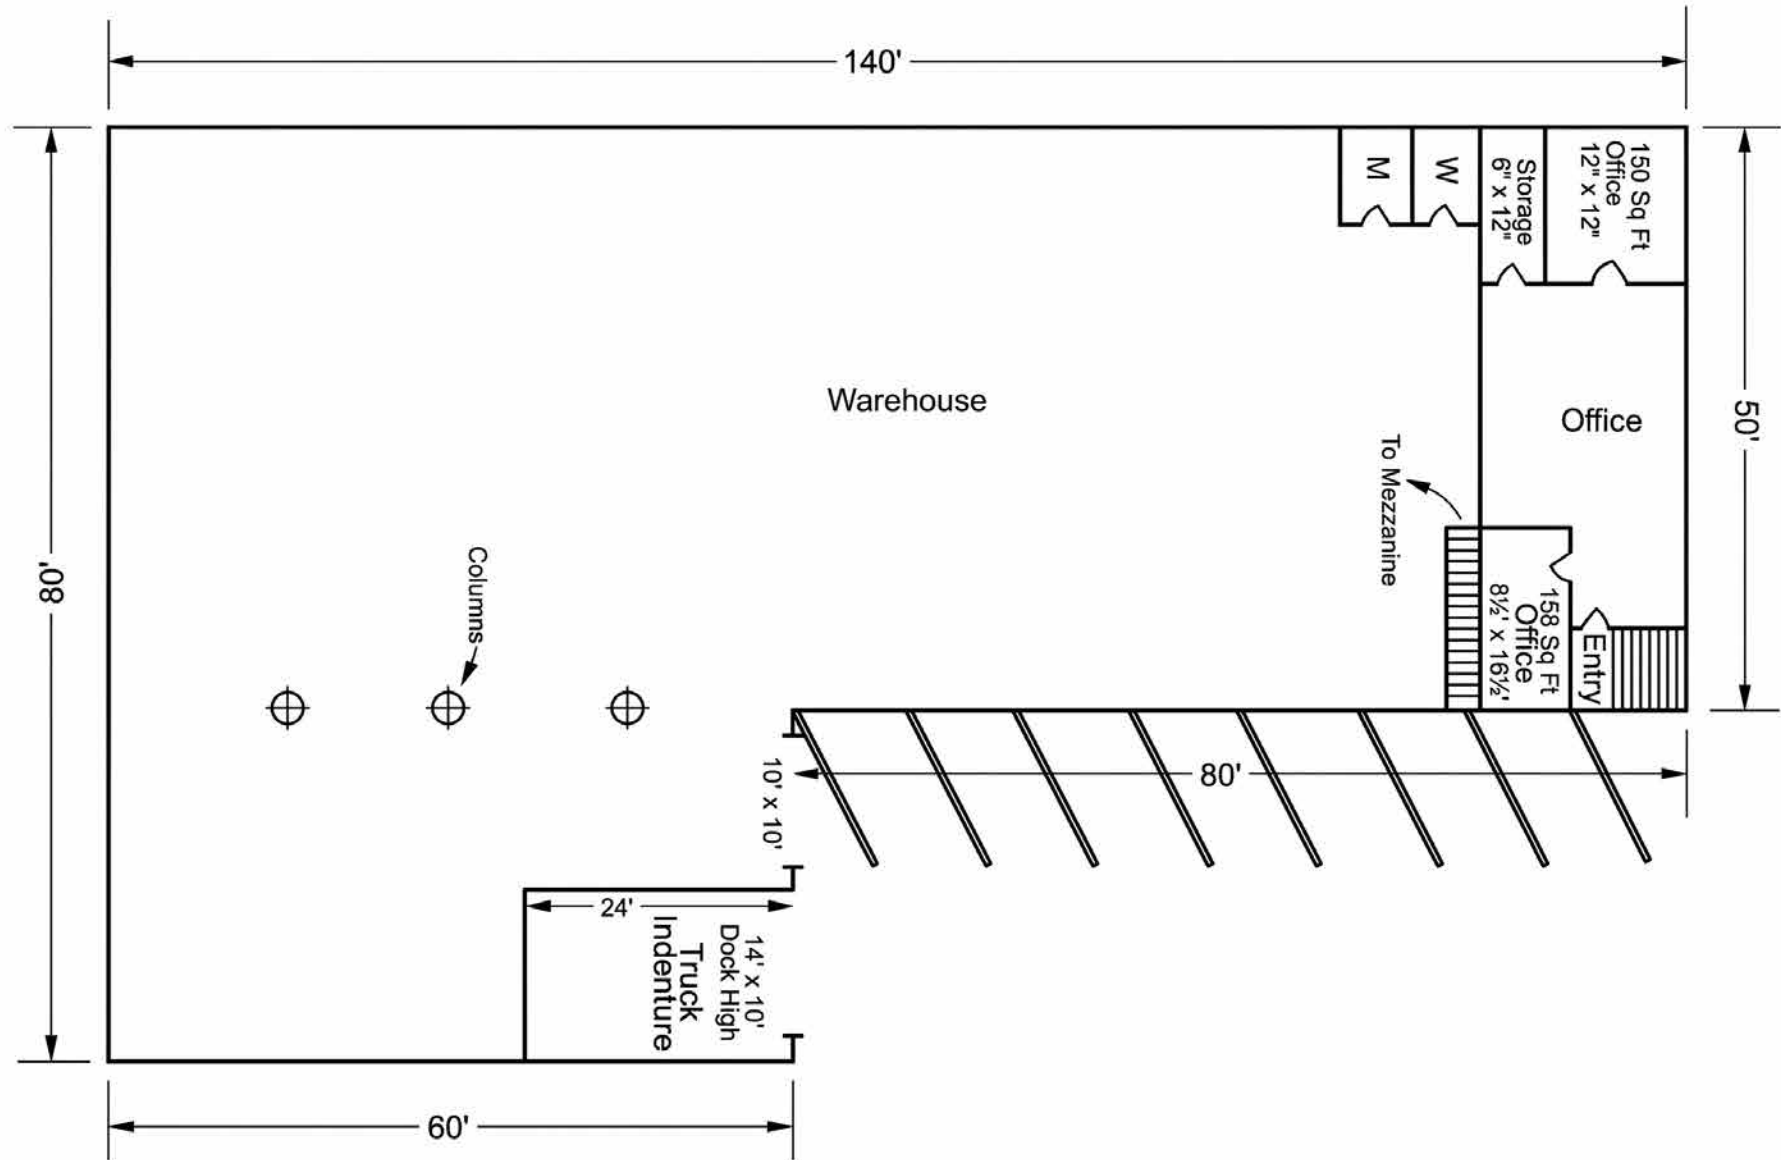 140'
M
W
Storage
6" x 12"
150 Sq Ft
Office
12" x 12"
Warehouse
Office
50'
To Mezzanine
80'
Columns
158 Sq Ft
Office
8½' x 16½'
Entry
10' x 10'
80'
24'
14' x 10'
Dock High
Truck
Indenture
60'